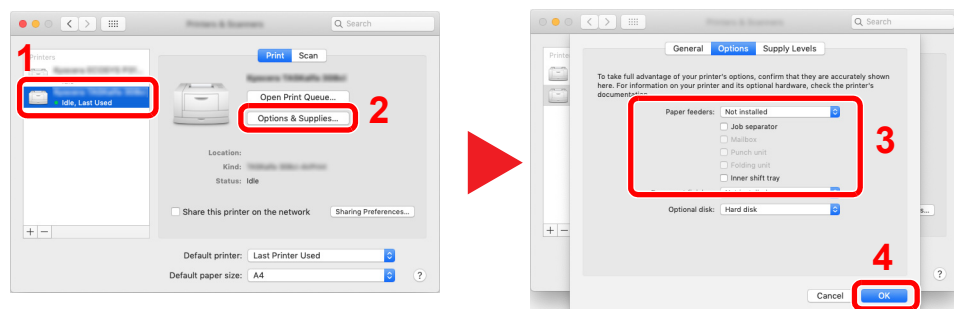 Search
1
Print Scan
Idle, Last Used
Open Print Queue...
Options & Supplies...
2
Location:
Kind:
Status: Idle
Share this printer on the network
Sharing Preferences...
+ −
Default printer: Last Printer Used
Default paper size: A4
?
Search
General Options Supply Levels
To take full advantage of your printer's options, confirm that they are accurately shown
here. For information on your printer and its optional hardware, check the printer's
documentation.
Paper feeders: Not installed
Job separator
Mailbox
Punch unit
Folding unit
Inner shift tray
3
Optional disk: Hard disk
+ −
4
?
Cancel OK